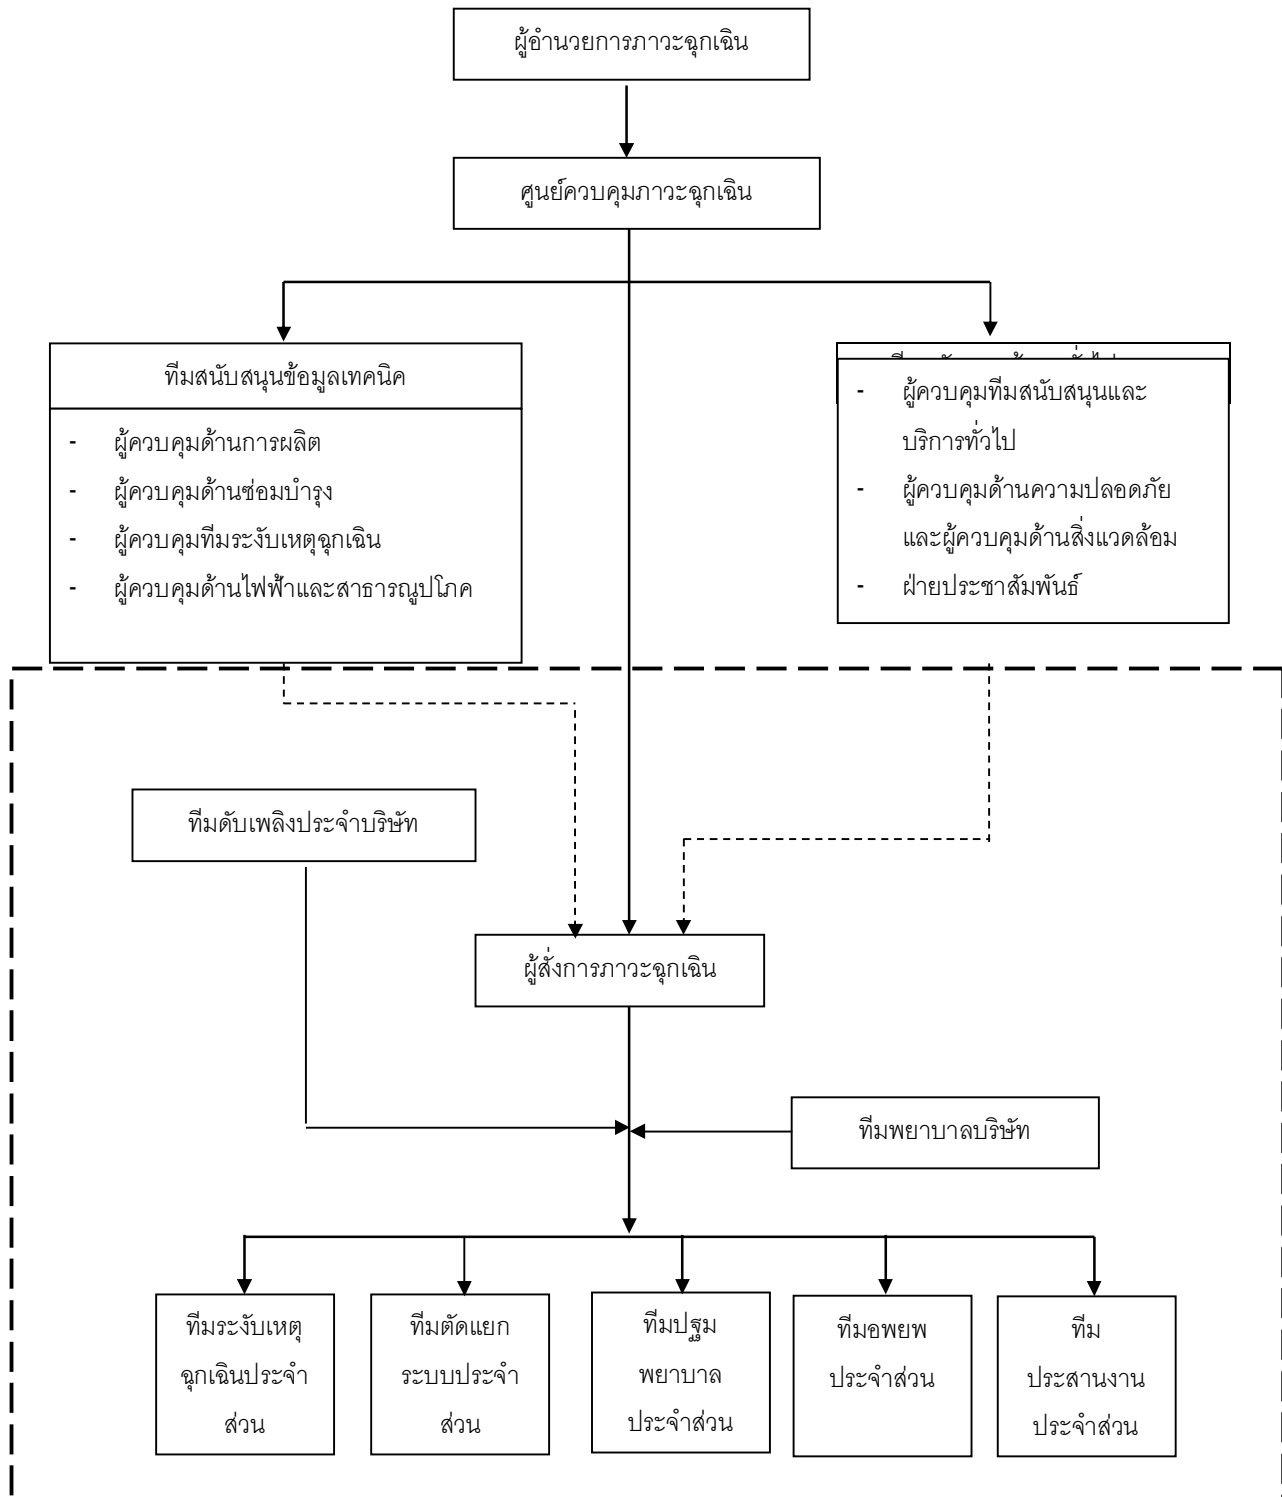 ผู้อำนวยการภาวะฉุกเฉิน
ศูนย์ควบคุมภาวะฉุกเฉิน
ทีมสนับสนุนข้อมูลเทคนิค
- ผู้ควบคุมด้านการผลิต
- ผู้ควบคุมด้านซ่อมบำรุง
- ผู้ควบคุมทีมระงับเหตุฉุกเฉิน
- ผู้ควบคุมด้านไฟฟ้าและสาธารณูปโภค
- ผู้ควบคุมทีมสนับสนุนและ
บริการทั่วไป
- ผู้ควบคุมด้านความปลอดภัย
และผู้ควบคุมด้านสิ่งแวดล้อม
- ฝ่ายประชาสัมพันธ์
ทีมดับเพลิงประจำบริษัท
ผู้สั่งการภาวะฉุกเฉิน
ทีมพยาบาลบริษัท
ทีมระงับเหตุ
ฉุกเฉินประจำ
ส่วน
ทีมตัดแยก
ระบบประจำ
ส่วน
ทีมปฐม
พยาบาล
ประจำส่วน
ทีมอพยพ
ประจำส่วน
ทีม
ประสานงาน
ประจำส่วน